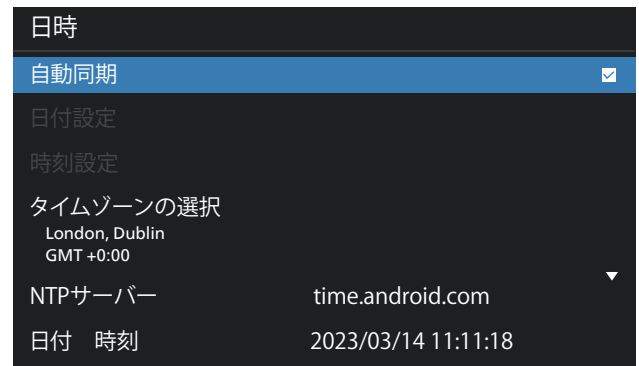 日時
自動同期
日付設定
時刻設定
タイムゾーンの選択
London, Dublin
GMT +0:00
NTPサーバー time.android.com
日付　時刻 2023/03/14 11:11:18